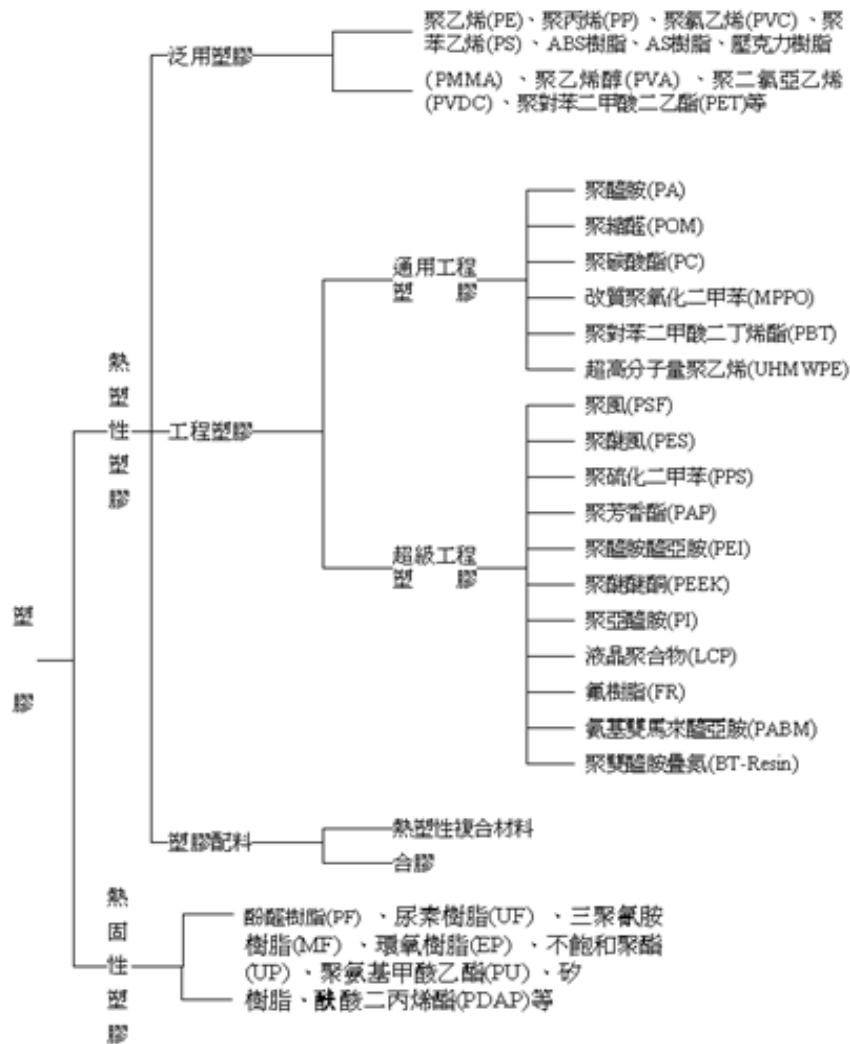 聚乙烯(PE)、聚丙烯(PP)、聚氯乙烯(PVC)、聚
苯乙烯(PS)、ABS樹脂、AS樹脂、壓克力樹脂
(PMMA)、聚乙烯醇(PVA)、聚二氯亞乙烯
(PVDC)、聚對苯二甲酸二乙酯(PET)等
泛用塑膠
聚醯胺(PA)
聚縮醛(POM)
聚碳酸酯(PC)
改質聚氧化二甲苯(MPPO)
聚對苯二甲酸二丁烯酯(PBT)
超高分子量聚乙烯(UHMWPE)
通用工程
塑膠
工程塑膠
聚風(PSF)
聚醚風(PES)
聚硫化二甲苯(PPS)
聚芳香酯(PAP)
聚醯胺醯亞胺(PEI)
聚醚醚酮(PEEK)
聚亞醯胺(PI)
液晶聚合物(LCP)
氟樹脂(FR)
氨基雙馬來醯亞胺(PABM)
聚雙醯胺疊氮(BT-Resin)
超級工程
塑膠
熱塑性塑膠
塑膠
塑膠配料
熱塑性複合材料
合膠
熱固性塑膠
酚醛樹脂(PF)、尿素樹脂(UF)、三聚氰胺
樹脂(MF)、環氧樹脂(EP)、不飽和聚酯
(UP)、聚氨基甲酸乙酯(PU)、矽
樹脂、酞酸二丙烯酯(PDAP)等